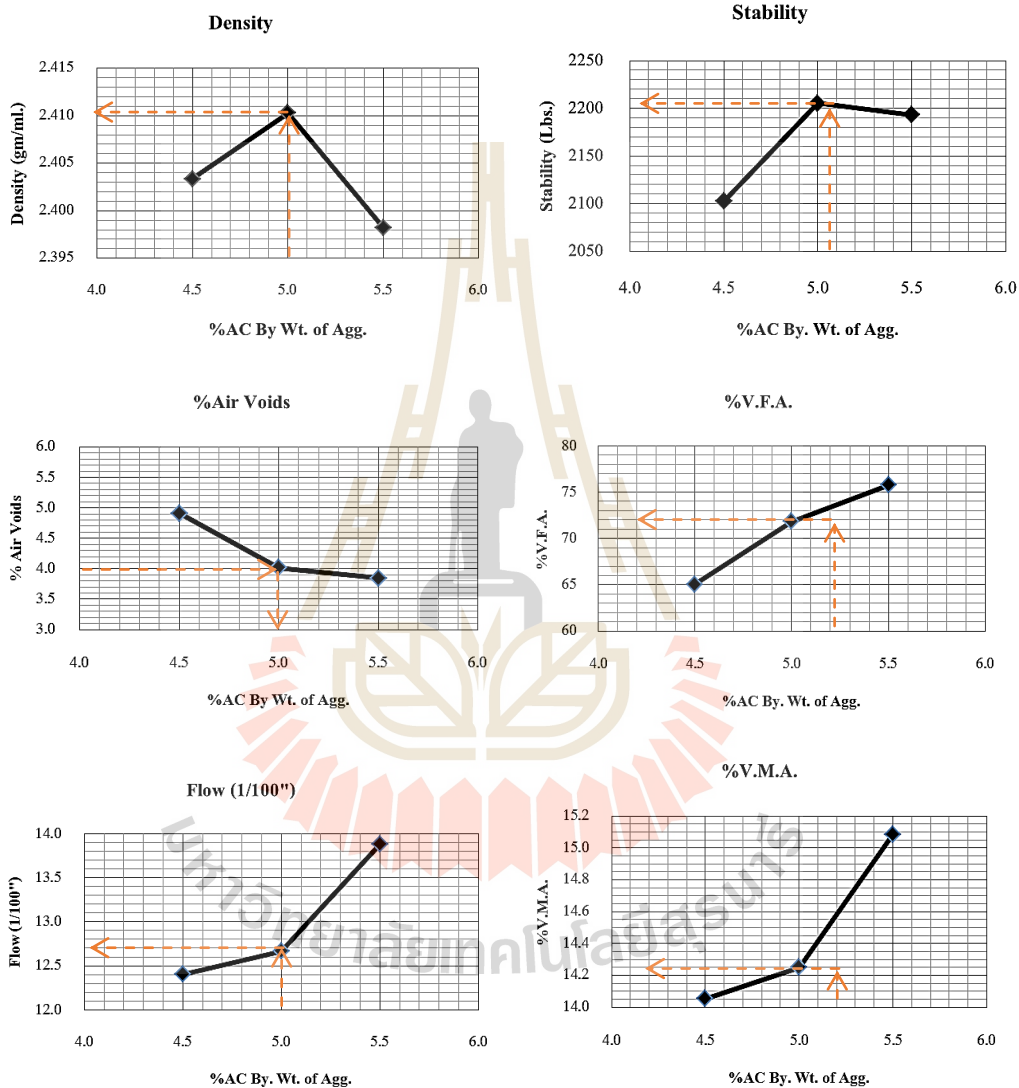 Density
Density (gm/ml.)
2.415
2.410
2.405
2.400
2.395
4.0 4.5 5.0 5.5 6.0
%AC By Wt. of Agg.
Stability
Stability (Lbs.)
2250
2200
2150
2100
2050
4.0 4.5 5.0 5.5 6.0
%AC By. Wt. of Agg.
%Air Voids
% Air Voids
6.0
5.5
5.0
4.5
4.0
3.5
3.0
4.0 4.5 5.0 5.5 6.0
%AC By Wt. of Agg.
%V.F.A.
%V.F.A.
80
75
70
65
60
4.0 4.5 5.0 5.5 6.0
%AC By. Wt. of Agg.
Flow (1/100")
Flow (1/100")
14.0
13.5
13.0
12.5
12.0
4.0 4.5 5.0 5.5 6.0
%AC By. Wt. of Agg.
%V.M.A.
%V.M.A.
15.2
15.0
14.8
14.6
14.4
14.2
14.0
4.0 4.5 5.0 5.5 6.0
%AC By. Wt. of Agg.
มหาวิทยาลัยเทคโนโลยีสุรนารี